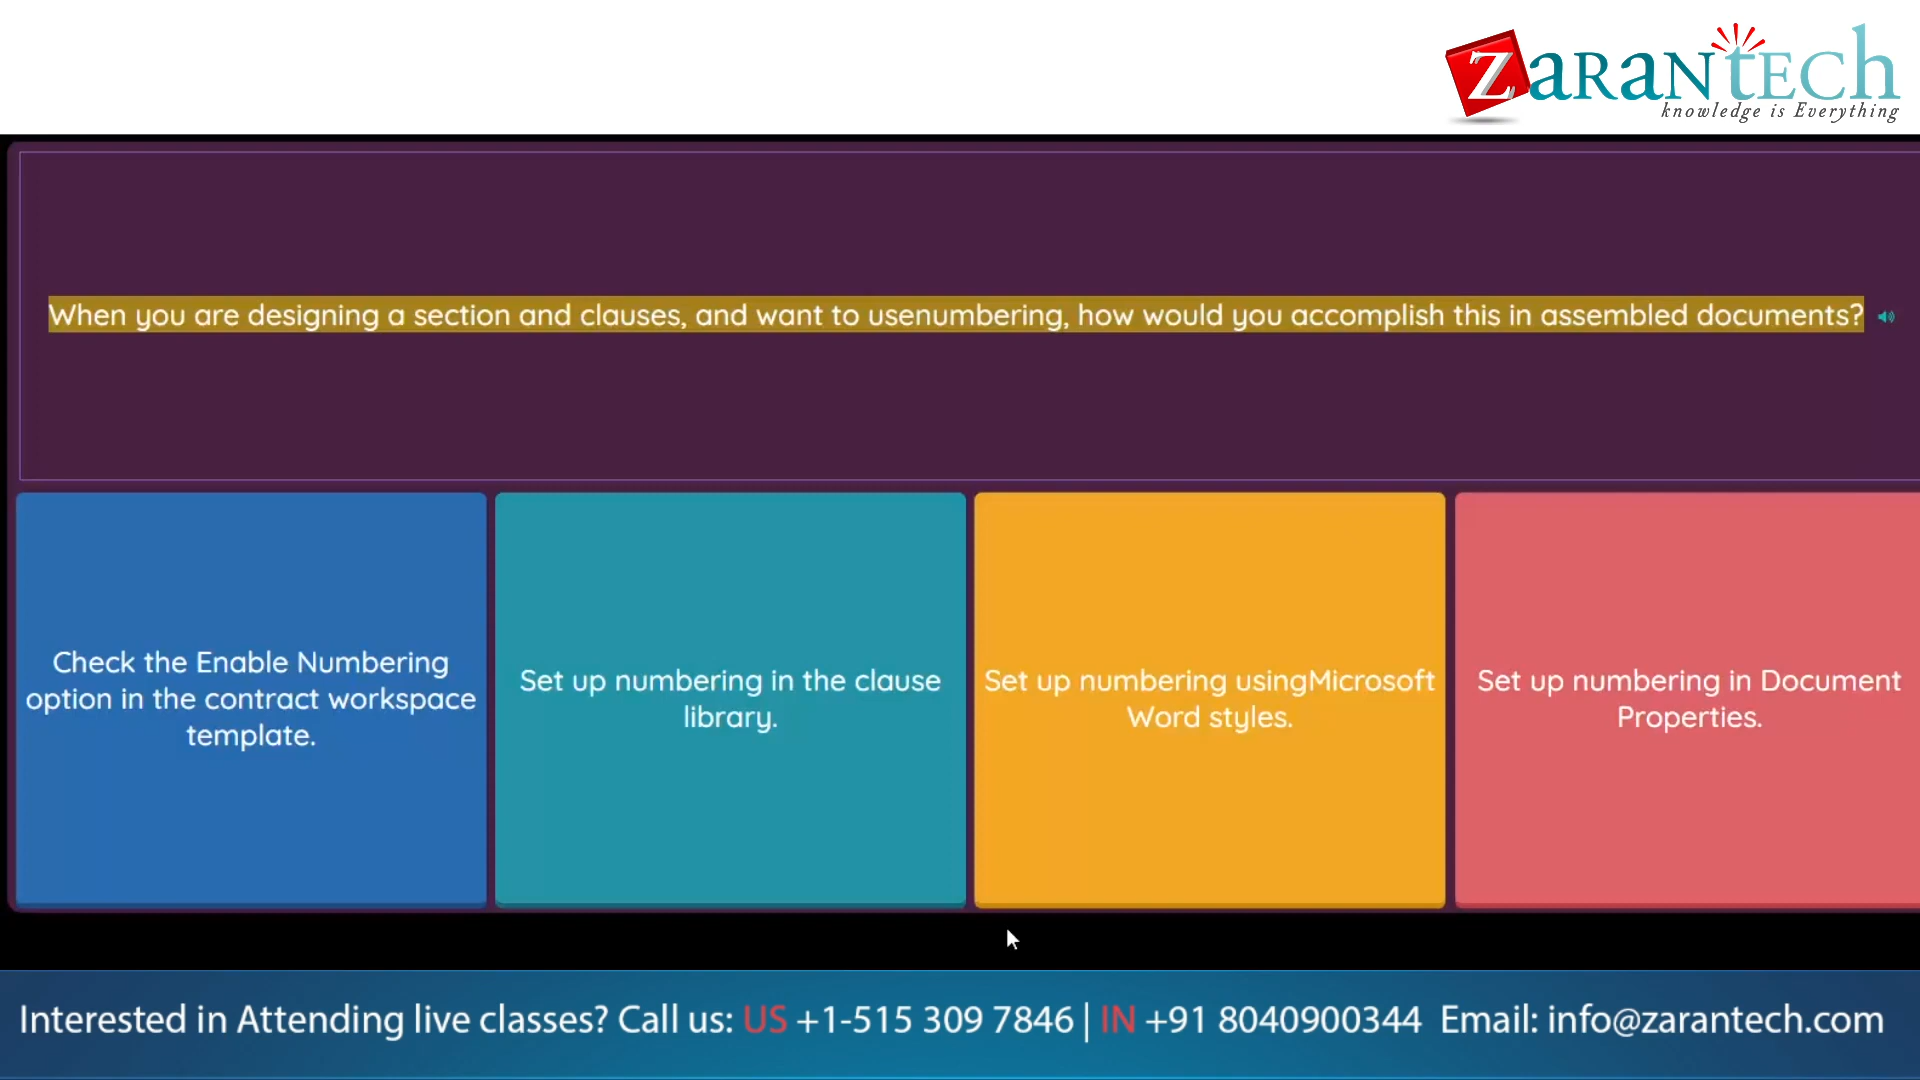 ZARANTECH
knowledge is Everything
When you are designing a section and clauses, and want to usenumbering, how would you accomplish this in assembled documents?
Check the Enable Numbering
option in the contract workspace
template.
Set up numbering in the clause
library.
Set up numbering usingMicrosoft
Word styles.
Set up numbering in Document
Properties.
Interested in Attending live classes? Call us: US +1-515 309 7846 | IN +91 8040900344 Email: info@zarantech.com